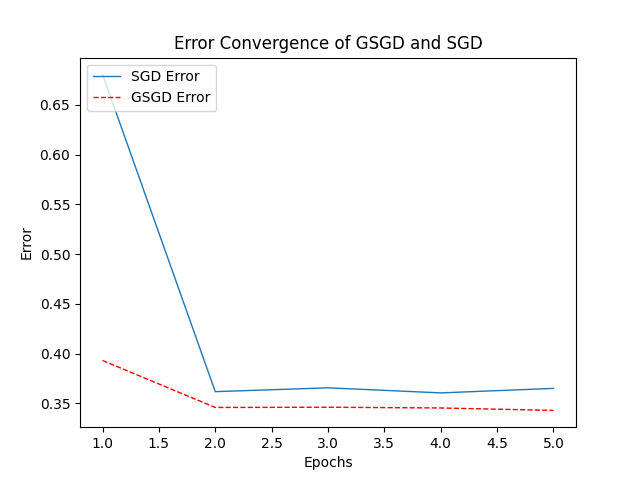 Error Convergence of GSGD and SGD
SGD Error
GSGD Error
0.65
0.60
0.55
0.50
0.45
0.40
0.35
Error
1.0 1.5 2.0 2.5 3.0 3.5 4.0 4.5 5.0
Epochs